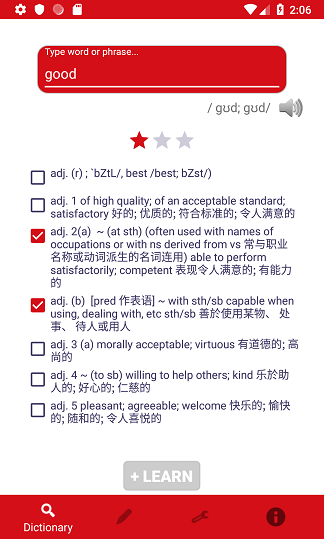 2:06
Type word or phrase...
good
/ gʊd; gʊd/
adj. (r) ; `bZtL/, best /best; bZst/)
adj. 1 of high quality; of an acceptable standard;
satisfactory 好的; 优质的; 符合标准的; 令人满意的
adj. 2(a)  ~ (at sth) (often used with names of
occupations or with ns derived from vs 常与职业
名称或动词派生的名词连用) able to perform
satisfactorily; competent 表现令人满意的; 有能力
的
adj. (b)  [pred 作表语] ~ with sth/sb capable when
using, dealing with, etc sth/sb 善於使用某物、 处
事、 待人或用人
adj. 3 (a) morally acceptable; virtuous 有道德的; 高
尚的
adj. 4 ~ (to sb) willing to help others; kind 乐於助
人的; 好心的; 仁慈的
adj. 5 pleasant; agreeable; welcome 快乐的; 愉快
的; 随和的; 令人喜悦的
+ LEARN
Dictionary